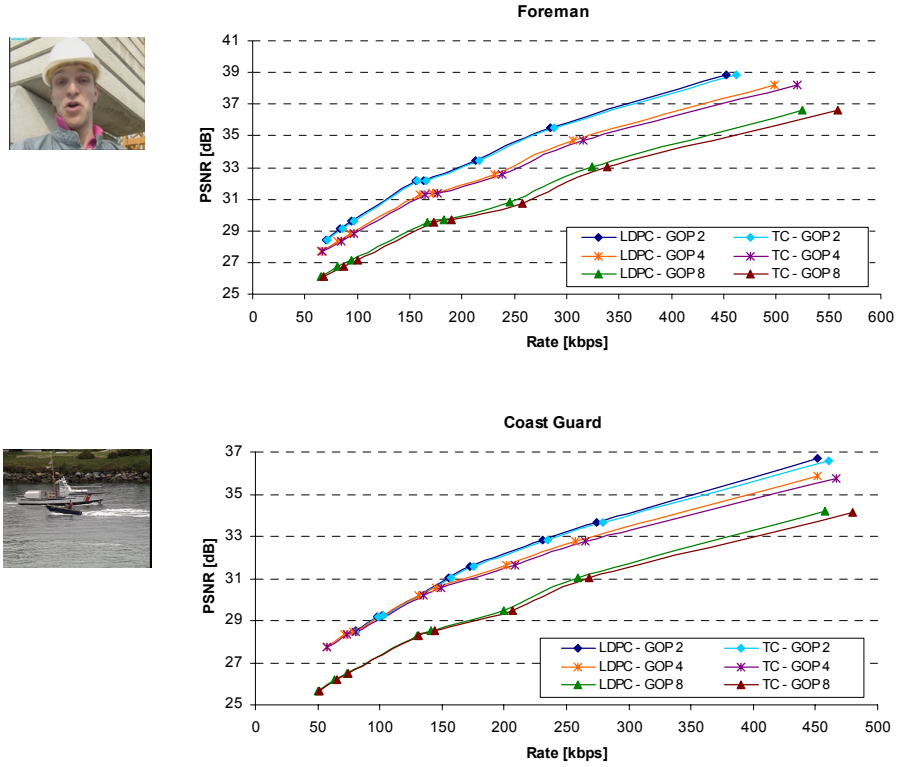 Foreman
41
39
37
35
33
31
29
27
25
PSNR [dB]
0 50 100 150 200 250 300 350 400 450 500 550 600
Rate [kbps]
LDPC - GOP 2 TC - GOP 2
LDPC - GOP 4 TC - GOP 4
LDPC - GOP 8 TC - GOP 8
Coast Guard
37
35
33
31
29
27
25
PSNR [dB]
0 50 100 150 200 250 300 350 400 450 500
Rate [kbps]
LDPC - GOP 2 TC - GOP 2
LDPC - GOP 4 TC - GOP 4
LDPC - GOP 8 TC - GOP 8